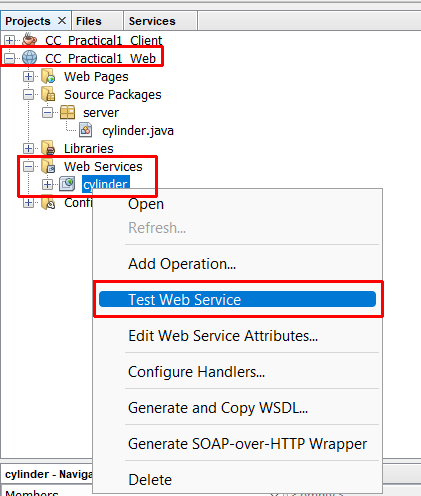 Projects × Files Services
CC_Practical1_Client
CC_Practical1_Web
Web Pages
Source Packages
server
cylinder.java
Libraries
Web Services
cylinder
Confi
Open
Refresh...
Add Operation...
Test Web Service
Edit Web Service Attributes...
Configure Handlers...
Generate and Copy WSDL...
Generate SOAP-over-HTTP Wrapper
Delete
cylinder - Naviga